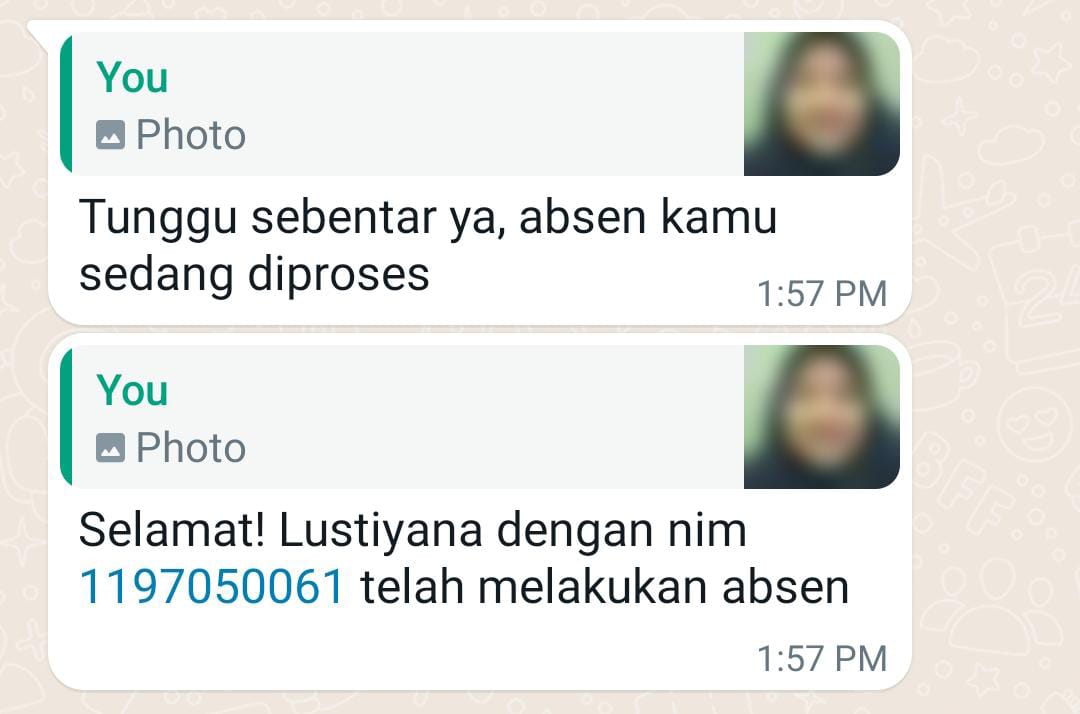 You
Photo
Tunggu sebentar ya, absen kamu
sedang diproses
1:57 PM
You
Photo
Selamat! Lustiyana dengan nim
1197050061 telah melakukan absen
1:57 PM